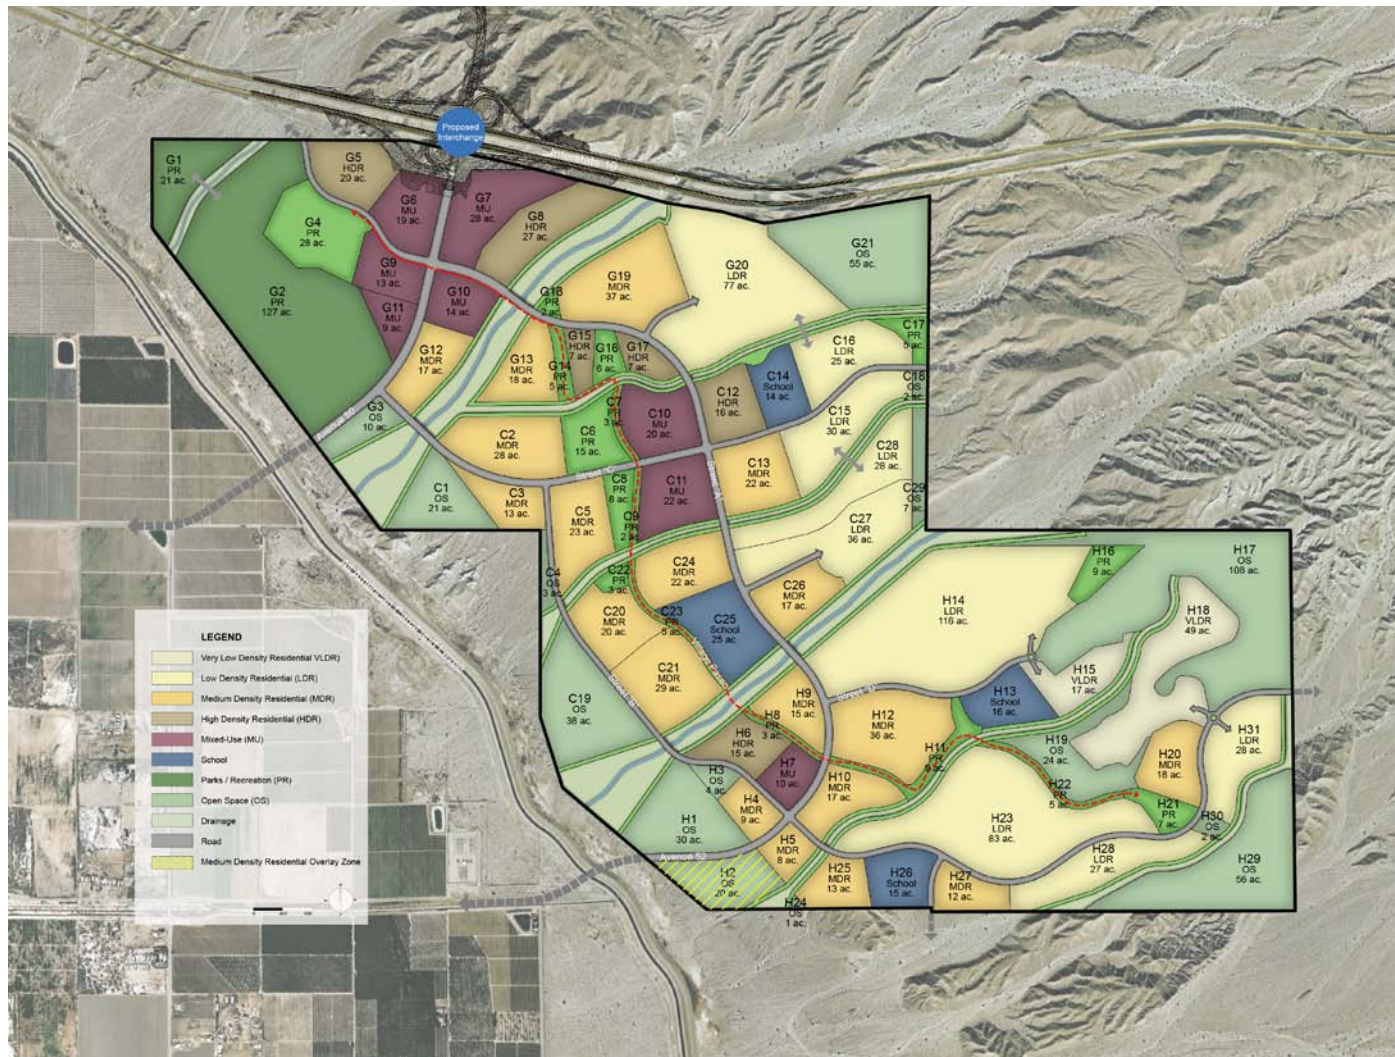 Proposed
Interchange
G1
PR
21 ac.
G5
HDR
20 ac.
G6
MU
19 ac.
G7
MU
28 ac.
G8
HDR
27 ac.
G4
PR
28 ac.
G9
MU
13 ac.
G2
PR
127 ac.
G10
MU
14 ac.
G11
MU
9 ac.
G12
MDR
17 ac.
G13
MDR
18 ac.
G18
PR
2 ac.
G19
MDR
37 ac.
G20
LDR
77 ac.
G21
OS
55 ac.
G14
PR
5 ac.
G15
HDR
7 ac.
G16
PR
6 ac.
G17
HDR
7 ac.
G3
OS
10 ac.
Avenue 50
C17
PR
5 ac.
C16
LDR
25 ac.
C18
OS
2 ac.
C14
School
14 ac.
C12
HDR
16 ac.
C15
LDR
30 ac.
C7
PR
3 ac.
C10
MU
20 ac.
C6
PR
15 ac.
C2
MDR
28 ac.
C28
LDR
28 ac.
C13
MDR
22 ac.
C1
OS
21 ac.
C3
MDR
13 ac.
Street "C"
C8
PR
8 ac.
C11
MU
22 ac.
C29
OS
7 ac.
C5
MDR
23 ac.
C9
PR
2 ac.
C27
LDR
36 ac.
C4
OS
3 ac.
C22
PR
3 ac.
C24
MDR
22 ac.
C26
MDR
17 ac.
C20
MDR
20 ac.
C23
PR
5 ac.
C25
School
25 ac.
C21
MDR
29 ac.
C19
OS
38 ac.
Street "B"
H16
PR
9 ac.
H17
OS
108 ac.
H14
LDR
116 ac.
H18
VLDR
49 ac.
H15
VLDR
17 ac.
H13
School
16 ac.
Street "D"
H9
MDR
15 ac.
H12
MDR
36 ac.
H8
PR
3 ac.
H6
HDR
15 ac.
H11
PR
H19
OS
24 ac.
H31
LDR
28 ac.
H20
MDR
18 ac.
H7
MU
10 ac.
H3
OS
4 ac.
H10
MDR
17 ac.
H22
PR
5 ac.
H21
PR
7 ac.
H4
MDR
9 ac.
H1
OS
30 ac.
H23
LDR
83 ac.
H30
OS
2 ac.
H5
MDR
8 ac.
Avenue 52
H2
OS
20 ac.
H25
MDR
13 ac.
H26
School
15 ac.
H27
MDR
12 ac.
H28
LDR
27 ac.
H29
OS
56 ac.
H24
OS
1 ac.
LEGEND
Very Low Density Residential VLDR)
Low Density Residential (LDR)
Medium Density Residential (MDR)
High Density Residential (HDR)
Mixed-Use (MU)
School
Parks / Recreation (PR)
Open Space (OS)
Drainage
Road
Medium Density Residential Overlay Zone